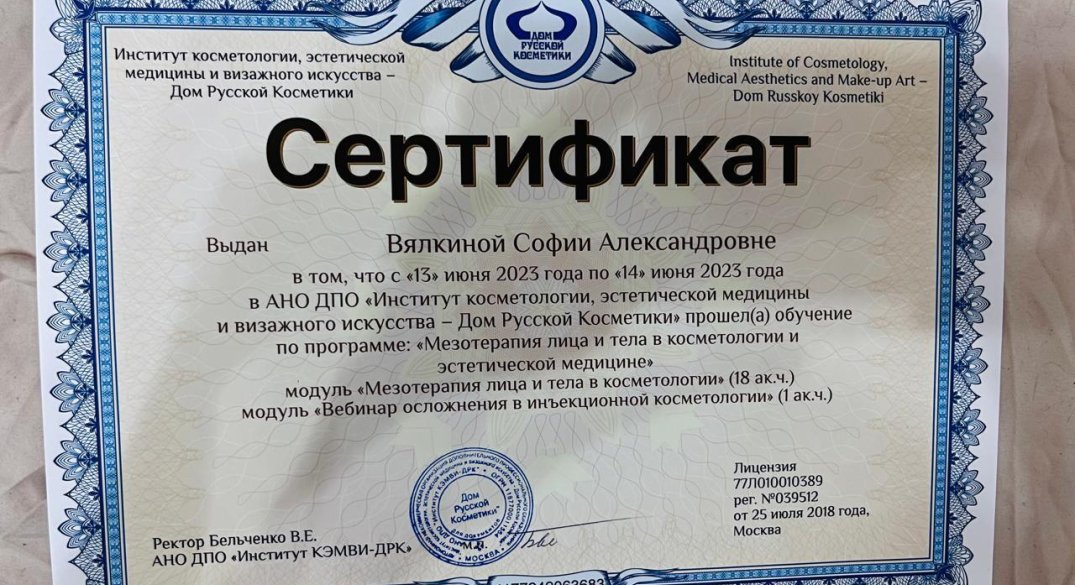 ДОМ
РУССКОЙ
КОСМЕТИКИ
Институт косметологии, эстетической
медицины и визажного искусства –
Дом Русской Косметики
Institute of Cosmetology,
Medical Aesthetics and Make-up Art –
Dom Russkoy Kosmetiki
Сертификат
Выдан Вялкиной Софии Александровне
в том, что с «13» июня 2023 года по «14» июня 2023 года
в АНО ДПО «Институт косметологии, эстетической медицины
и визажного искусства – Дом Русской Косметики» прошел(а) обучение
по программе: «Мезотерапия лица и тела в косметологии и
эстетической медицине»
модуль «Мезотерапия лица и тела в косметологии» (18 ак.ч.)
модуль «Вебинар осложнения в инъекционной косметологии» (1 ак.ч.)
Лицензия
77Л010010389
рег. №039512
от 25 июля 2018 года,
Москва
Дом
Русской
Косметики"
для документов
МОСКВА
М.П.
Ректор Бельченко В.Е.
АНО ДПО «Институт КЭМВИ-ДРК»